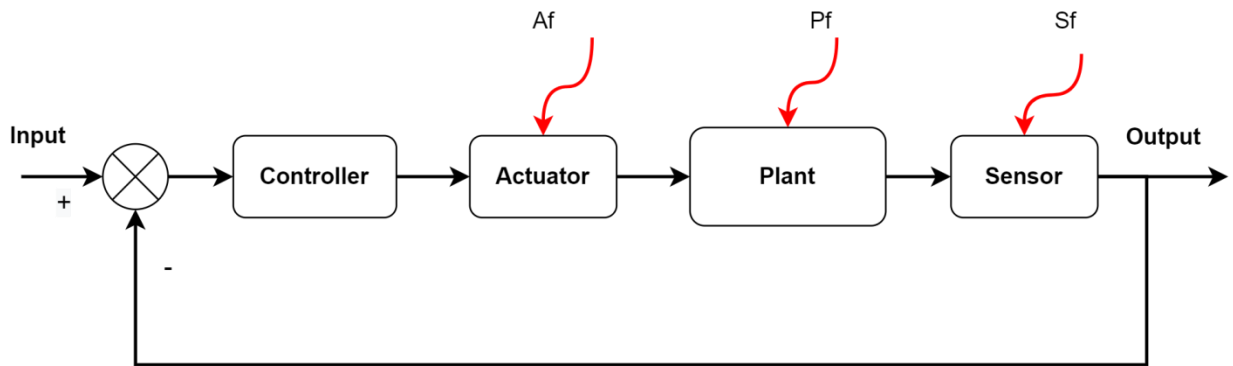 Af
Pf
Sf
Input
Output
Controller
Actuator
Plant
Sensor
+
-